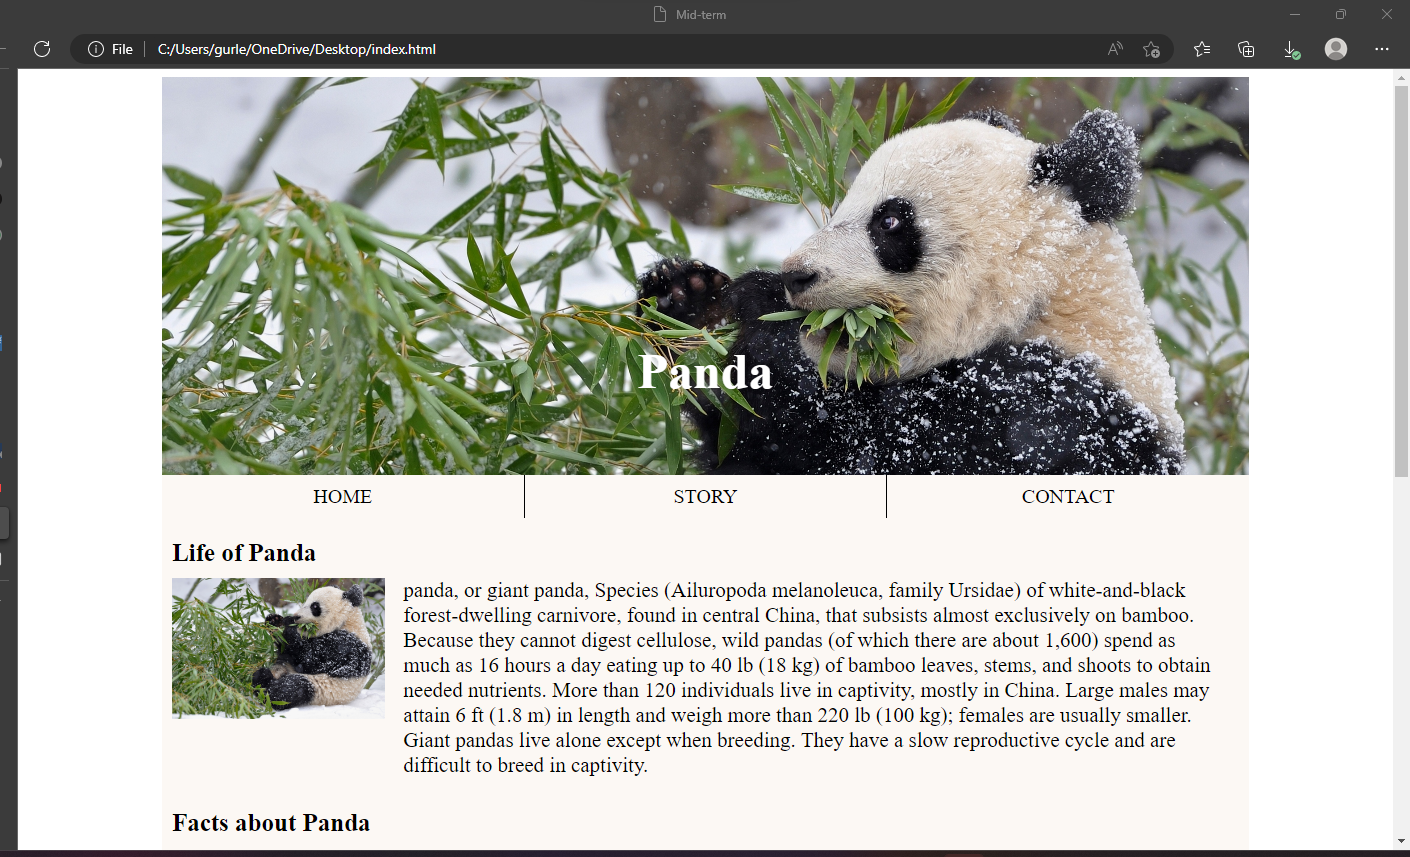 Mid-term
File C:/Users/gurle/OneDrive/Desktop/index.html
Panda
HOME STORY CONTACT
Life of Panda
panda, or giant panda, Species (Ailuropoda melanoleuca, family Ursidae) of white-and-black
forest-dwelling carnivore, found in central China, that subsists almost exclusively on bamboo.
Because they cannot digest cellulose, wild pandas (of which there are about 1,600) spend as
much as 16 hours a day eating up to 40 lb (18 kg) of bamboo leaves, stems, and shoots to obtain
needed nutrients. More than 120 individuals live in captivity, mostly in China. Large males may
attain 6 ft (1.8 m) in length and weigh more than 220 lb (100 kg); females are usually smaller.
Giant pandas live alone except when breeding. They have a slow reproductive cycle and are
difficult to breed in captivity.
Facts about Panda